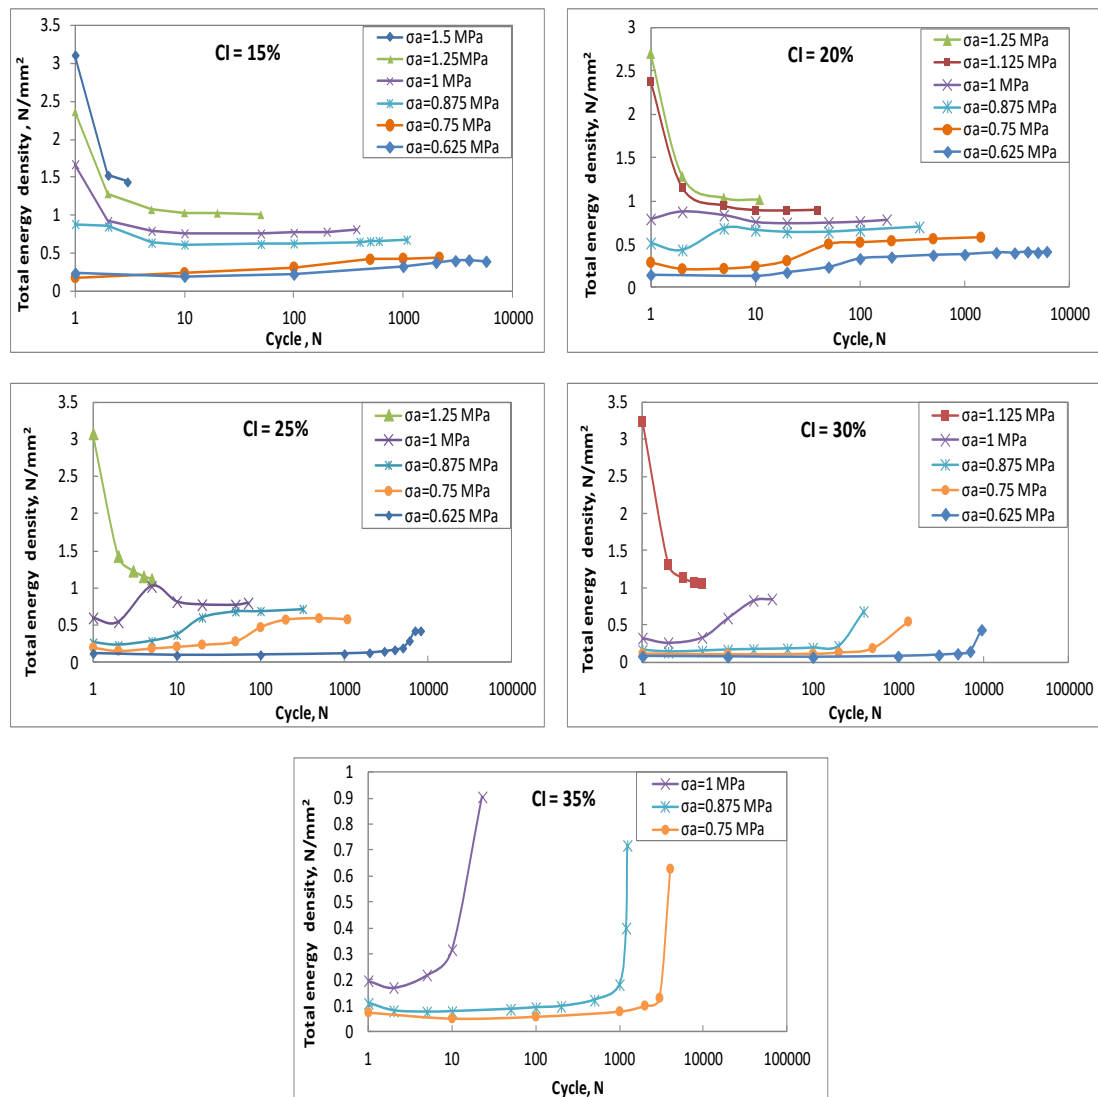 CI = 15%
Total energy density , N/mm²
4
3.5
3
2.5
2
1.5
1
0.5
0
1 10 100 1000 10000
Cycle , N
σa=1.5 MPa
σa=1.25MPa
σa=1 MPa
σa=0.875 MPa
σa=0.75 MPa
σa=0.625 MPa
CI = 20%
Total energy density, N/mm²
3
2.5
2
1.5
1
0.5
0
1 10 100 1000 10000
Cycle, N
σa=1.25 MPa
σa=1.125 MPa
σa=1 MPa
σa=0.875 MPa
σa=0.75 MPa
σa=0.625 MPa
CI = 25%
Total energy density, N/mm²
3.5
3
2.5
2
1.5
1
0.5
0
1 10 100 1000 10000 100000
Cycle, N
σa=1.25 MPa
σa=1 MPa
σa=0.875 MPa
σa=0.75 MPa
σa=0.625 MPa
CI = 30%
Total energy density, N/mm²
3.5
3
2.5
2
1.5
1
0.5
0
1 10 100 1000 10000 100000
Cycle, N
σa=1.125 MPa
σa=1 MPa
σa=0.875 MPa
σa=0.75 MPa
σa=0.625 MPa
CI = 35%
Total energy density, N/mm²
1
0.9
0.8
0.7
0.6
0.5
0.4
0.3
0.2
0.1
0
1 10 100 1000 10000 100000
Cycle, N
σa=1 MPa
σa=0.875 MPa
σa=0.75 MPa